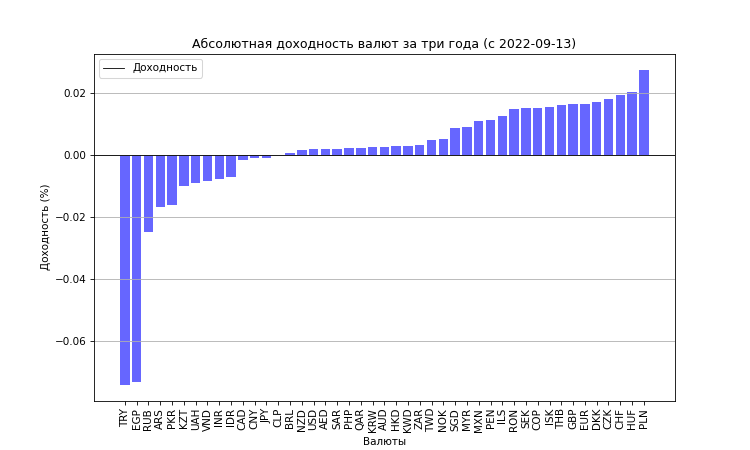 Абсолютная доходность валют за три года (с 2022-09-13)
Доходность
0.02
0.00
−0.02
−0.04
−0.06
Доходность (%)
TRY
EGP
RUB
ARS
PKR
KZT
UAH
VND
INR
IDR
CAD
CNY
JPY
CLP
BRL
NZD
USD
AED
SAR
PHP
QAR
KRW
AUD
HKD
KWD
ZAR
TWD
NOK
SGD
MYR
MXN
PEN
ILS
RON
SEK
COP
ISK
THB
GBP
EUR
DKK
CZK
CHF
HUF
PLN
Валюты